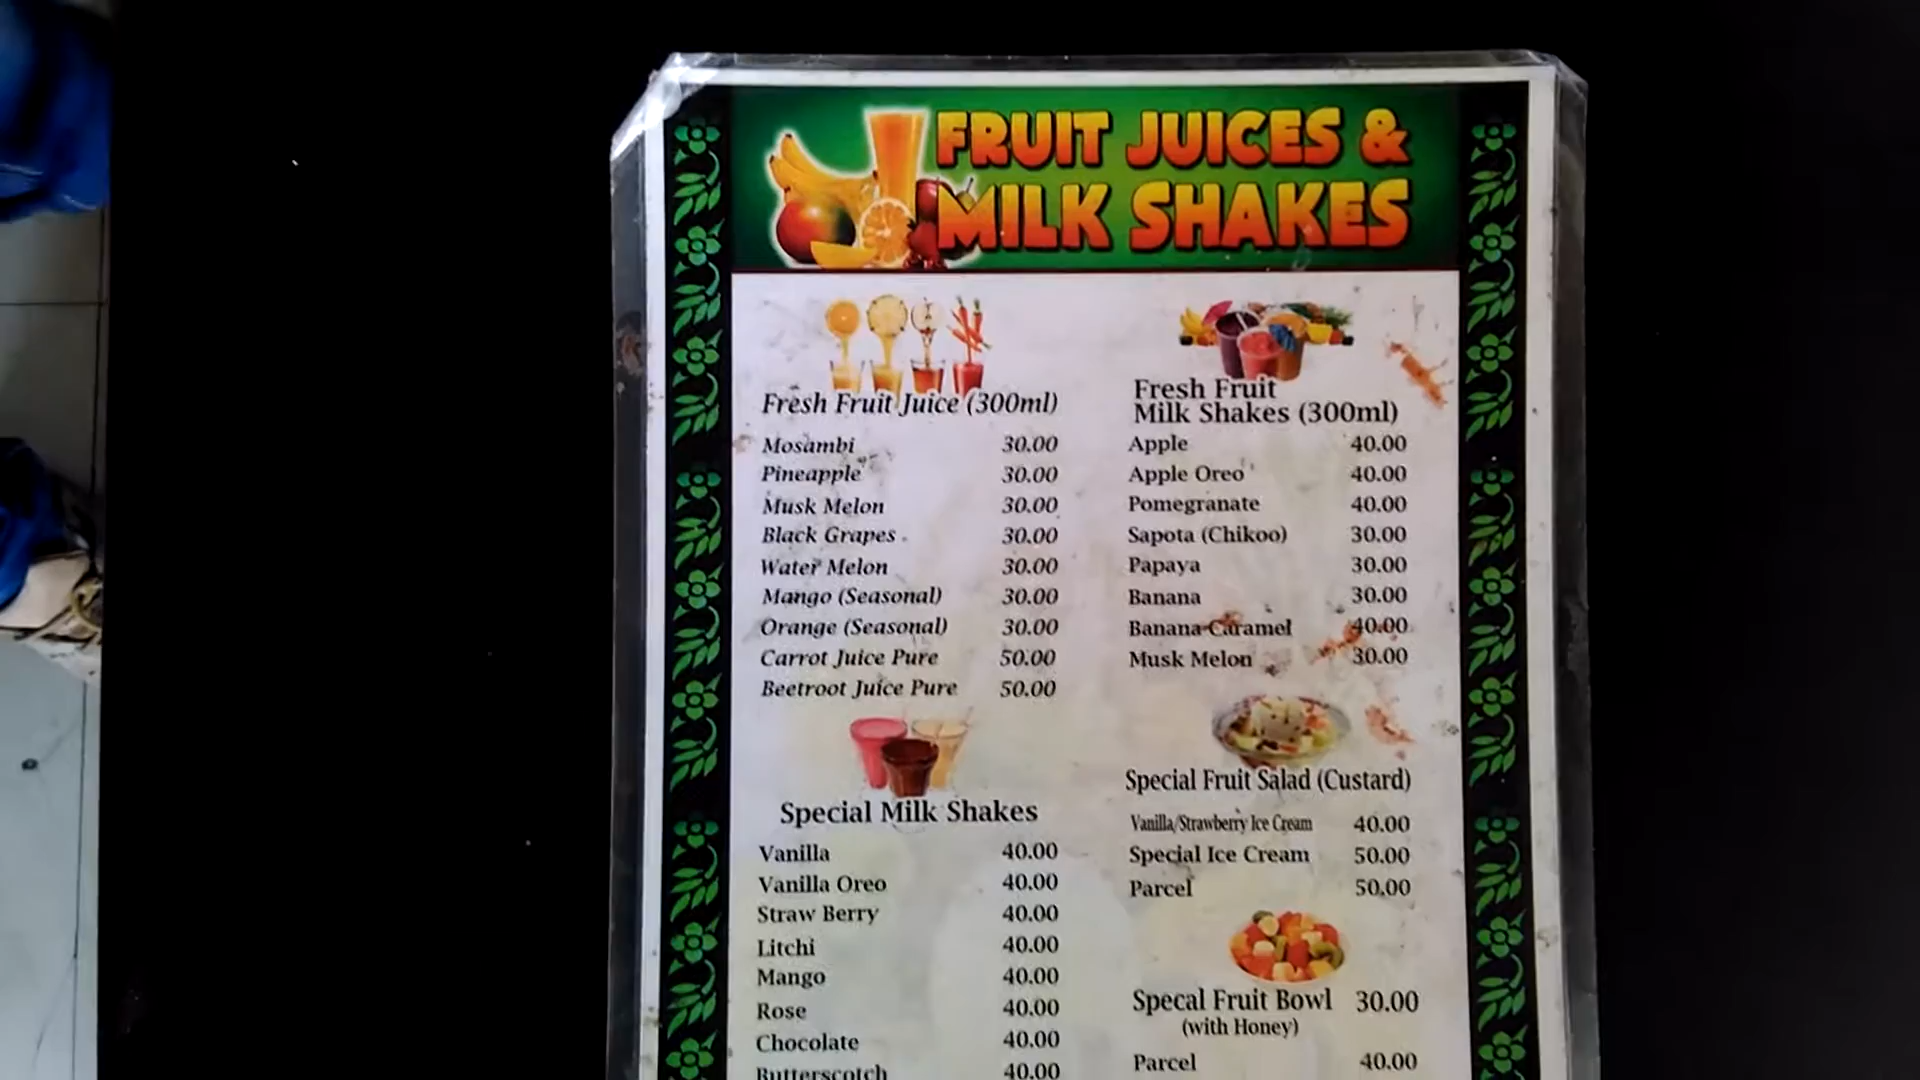 FRUIT JUICES &
MILK SHAKES
Fresh Fruit Juice (300ml)
Mosambi 30.00
Pineapple 30.00
Musk Melon 30.00
Black Grapes 30.00
Water Melon 30.00
Mango (Seasonal) 30.00
Orange (Seasonal) 30.00
Carrot Juice Pure 50.00
Beetroot Juice Pure 50.00
Special Milk Shakes
Vanilla 40.00
Vanilla Oreo 40.00
Straw Berry 40.00
Litchi 40.00
Mango 40.00
Rose 40.00
Chocolate 40.00
Butterscotch 40.00
Fresh Fruit
Milk Shakes (300ml)
Apple 40.00
Apple Oreo 40.00
Pomegranate 40.00
Sapota (Chikoo) 30.00
Papaya 30.00
Banana 30.00
Banana Caramel 40.00
Musk Melon 30.00
Special Fruit Salad (Custard)
Vanilla/Strawberry Ice Cream 40.00
Special Ice Cream 50.00
Parcel 50.00
Specal Fruit Bowl 30.00
(with Honey)
Parcel 40.00